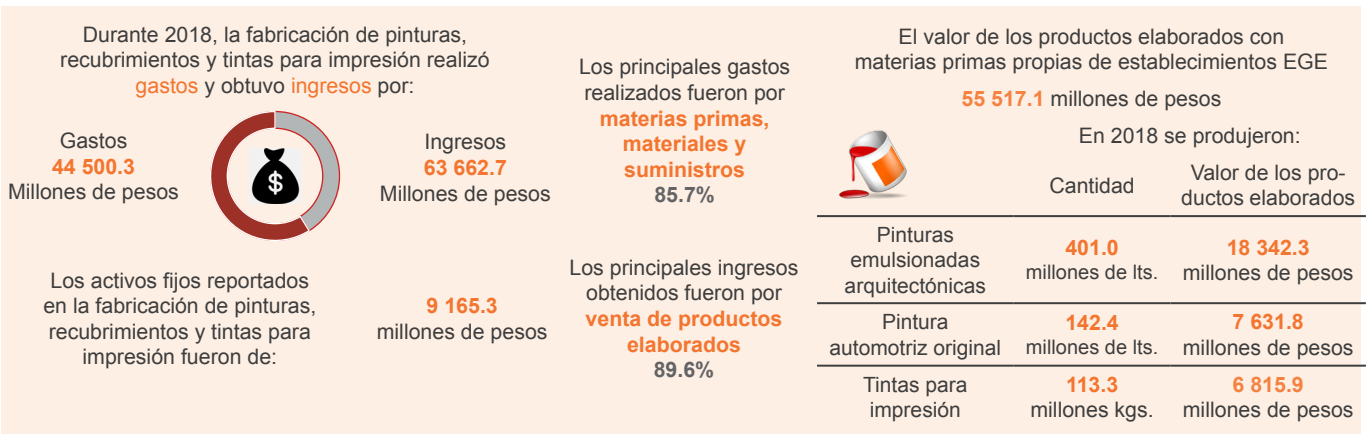 Durante 2018, la fabricación de pinturas,
recubrimientos y tintas para impresión realizó
gastos y obtuvo ingresos por:
Gastos
44 500.3
Millones de pesos
$
Ingresos
63 662.7
Millones de pesos
Los activos fijos reportados
en la fabricación de pinturas,
recubrimientos y tintas para
impresión fueron de:
9 165.3
millones de pesos
Los principales gastos
realizados fueron por
materias primas,
materiales y
suministros
85.7%
Los principales ingresos
obtenidos fueron por
venta de productos
elaborados
89.6%
El valor de los productos elaborados con
materias primas propias de establecimientos EGE
55 517.1 millones de pesos
En 2018 se produjeron:
Cantidad
Valor de los pro-
ductos elaborados
Pinturas
emulsionadas
arquitectónicas
401.0
millones de lts.
18 342.3
millones de pesos
Pintura
automotriz original
142.4
millones de lts.
7 631.8
millones de pesos
Tintas para
impresión
113.3
millones kgs.
6 815.9
millones de pesos